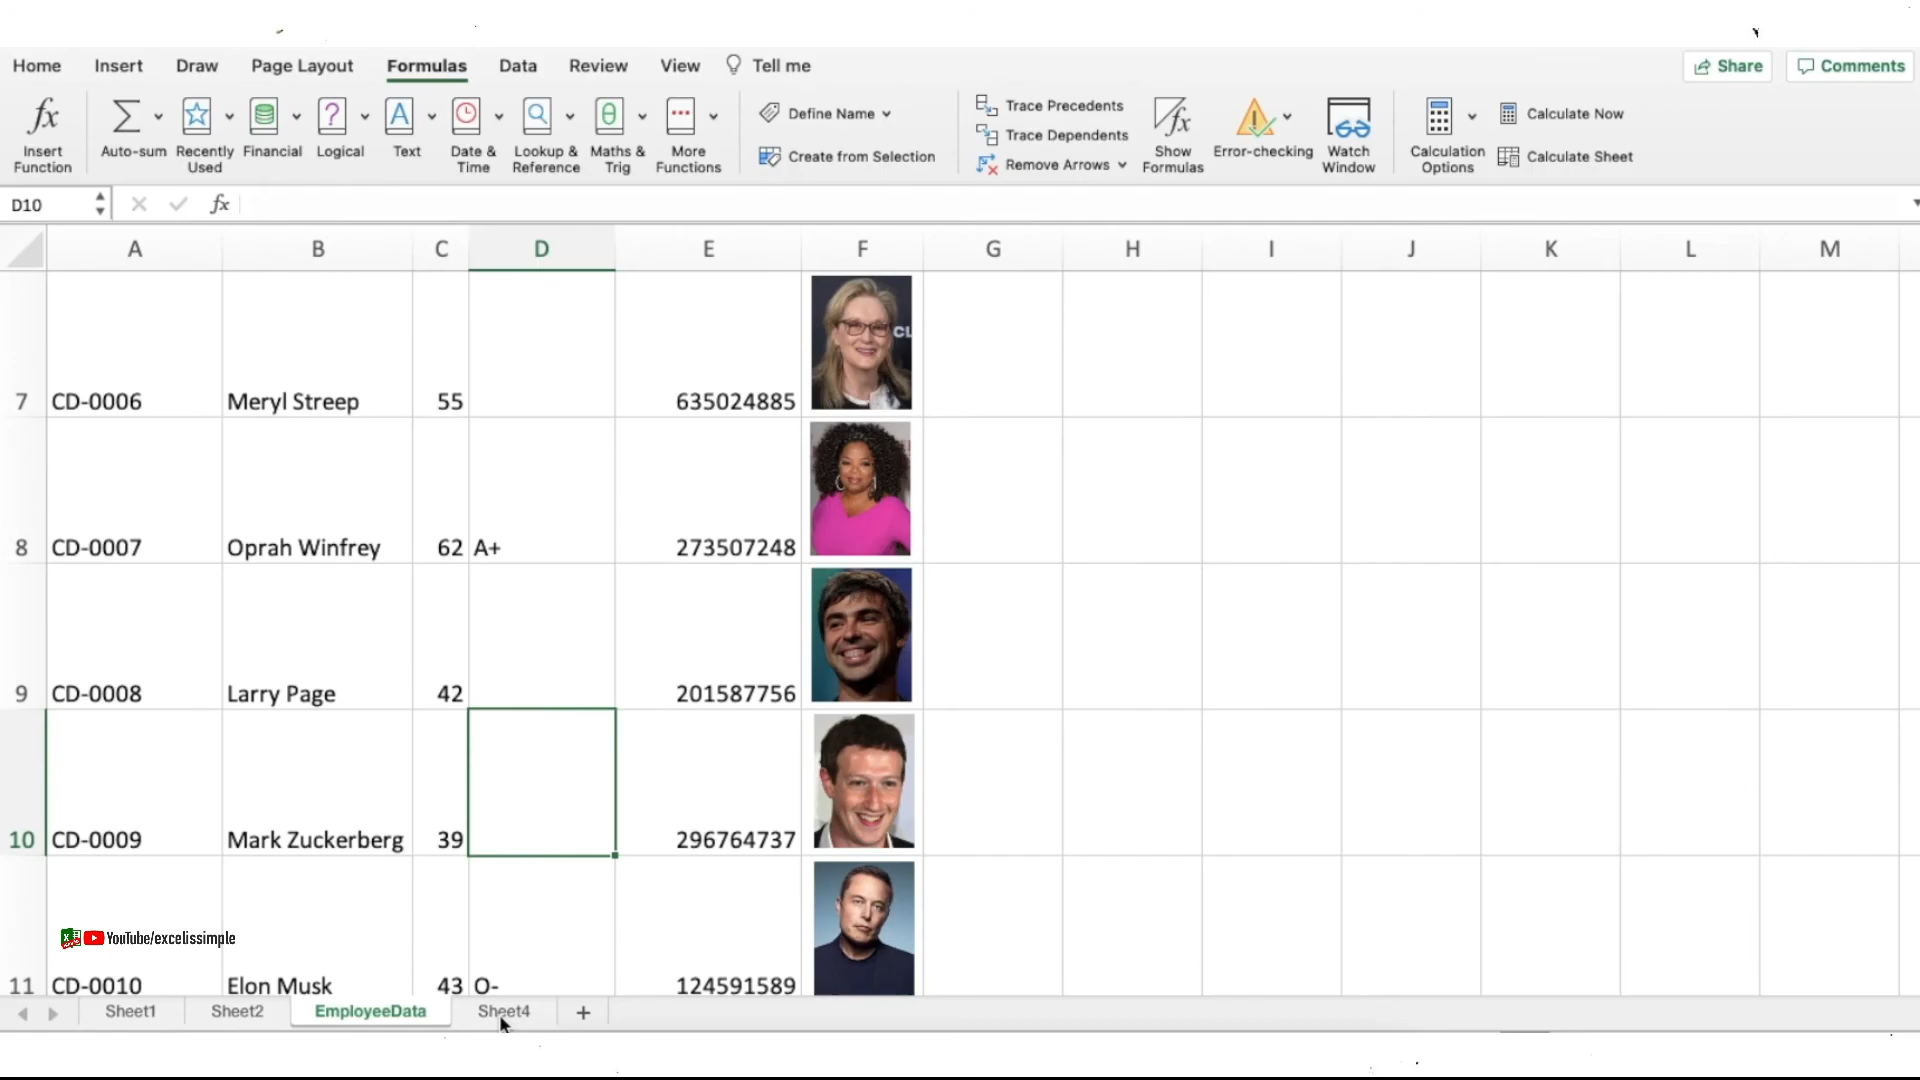 Home Insert Draw Page Layout Formulas Data Review View Tell me Share Comments
fx Insert Function
Auto-sum
Recently Used
Financial
Logical
Text
Date & Time
Lookup & Reference
Maths & Trig
More Functions
Define Name
Create from Selection
Trace Precedents
Trace Dependents
Remove Arrows
Show Formulas
Error-checking
Watch Window
Calculation Options
Calculate Now
Calculate Sheet
D10 fx
A B C D E F G H I J K L M
7 CD-0006 Meryl Streep 55 635024885
CL
8 CD-0007 Oprah Winfrey 62 A+ 273507248
9 CD-0008 Larry Page 42 201587756
10 CD-0009 Mark Zuckerberg 39 296764737
YouTube/excelissimple
11 CD-0010 Elon Musk 43 O- 124591589
Sheet1 Sheet2 EmployeeData Sheet4 +